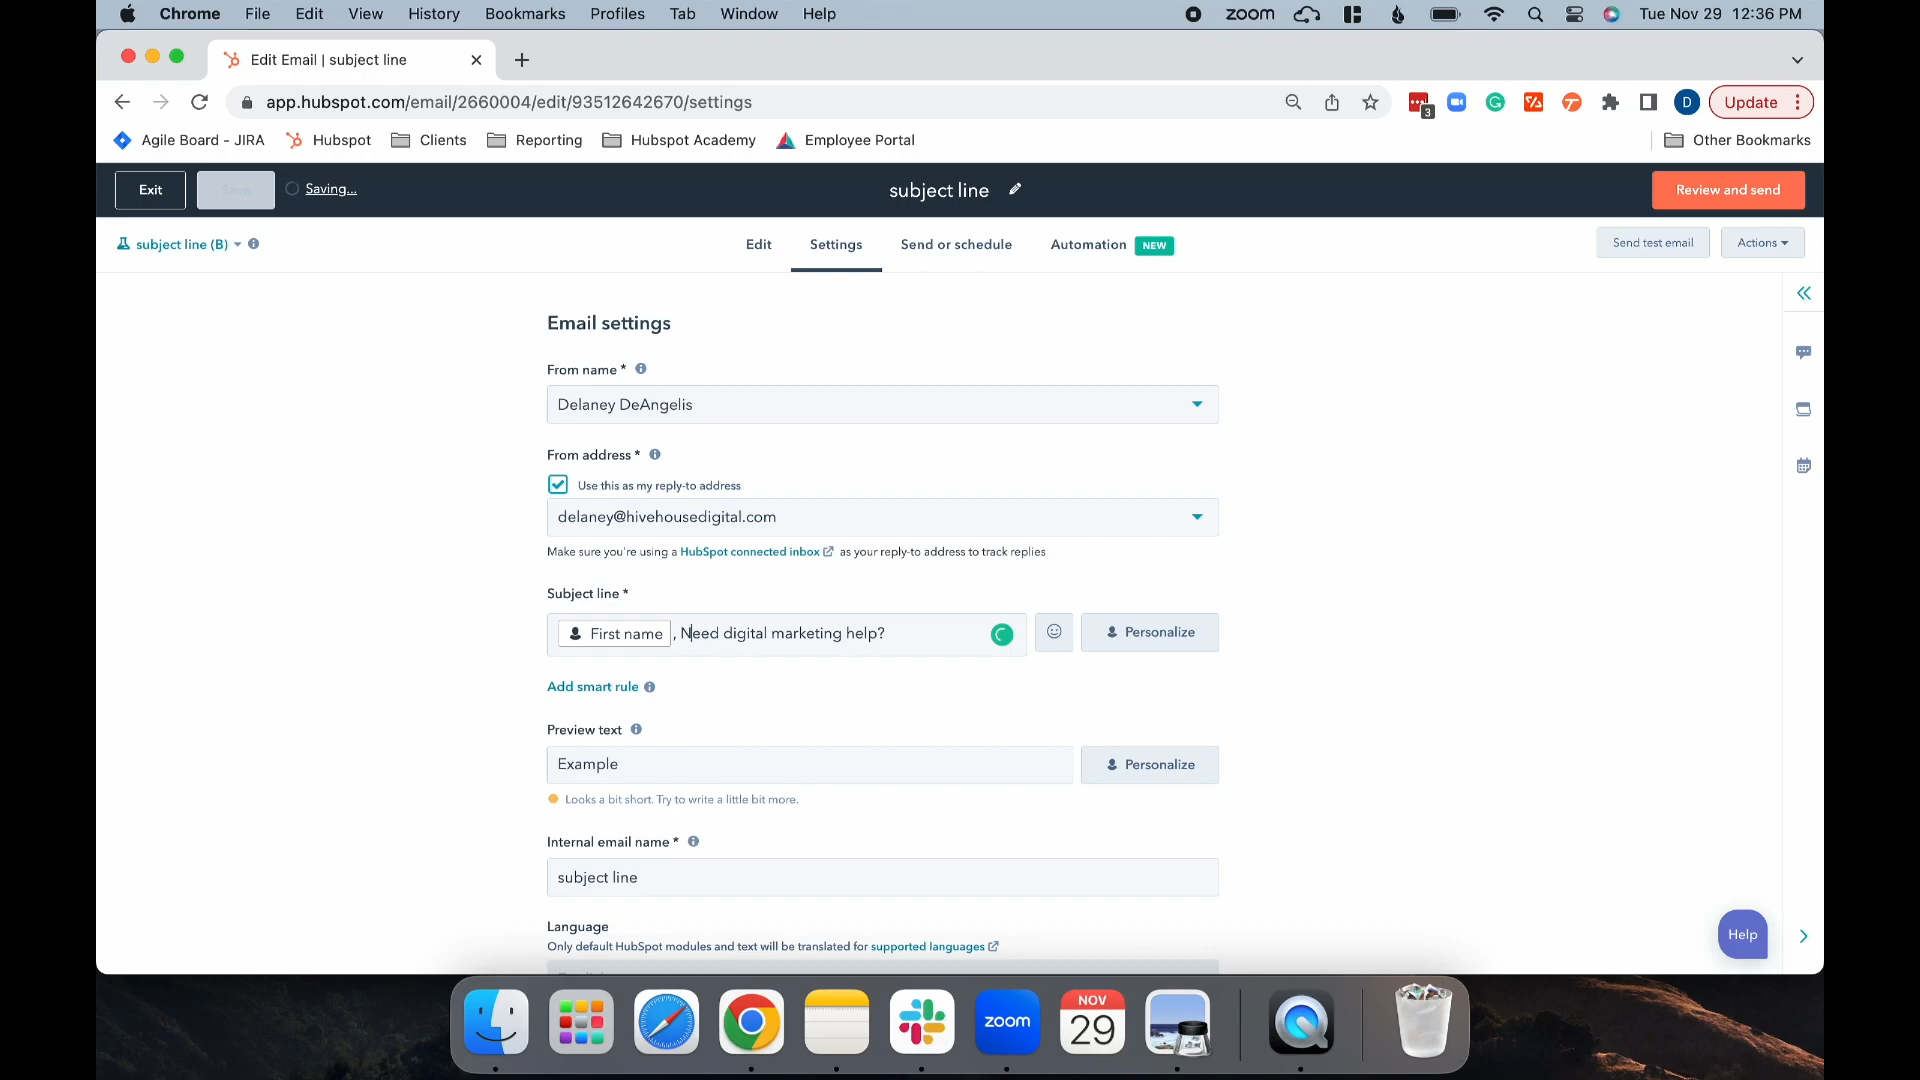 Chrome File Edit View History Bookmarks Profiles Tab Window Help zoom Tue Nov 29 12:36 PM
Edit Email | subject line
app.hubspot.com/email/2660004/edit/93512642670/settings 3 D Update
Agile Board - JIRA Hubspot Clients Reporting Hubspot Academy Employee Portal Other Bookmarks
Exit Save Saving... subject line Review and send
subject line (B) Edit Settings Send or schedule Automation NEW Send test email Actions
Email settings
From name *
Delaney DeAngelis
From address *
Use this as my reply-to address
delaney@hivehousedigital.com
Make sure you're using a HubSpot connected inbox as your reply-to address to track replies
Subject line *
First name , Need digital marketing help? Personalize
Add smart rule
Preview text
Example Personalize
Looks a bit short. Try to write a little bit more.
Internal email name *
subject line
Language
Help
Only default HubSpot modules and text will be translated for supported languages
zoom NOV
29